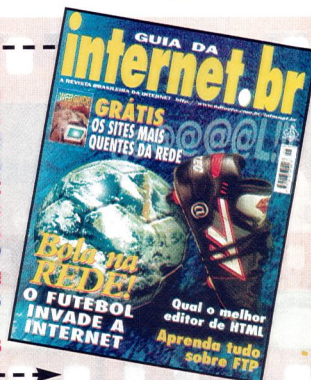 GUIA DA
internet.br
A REVISTA BRASILEIRA DA INTERNET
GRÁTIS
OS SITES MAIS
QUENTES DA REDE
Bola na
REDE!
O FUTEBOL
INVADE A
INTERNET
Qual o melhor
editor de HTML
Aprenda tudo
sobre FTP